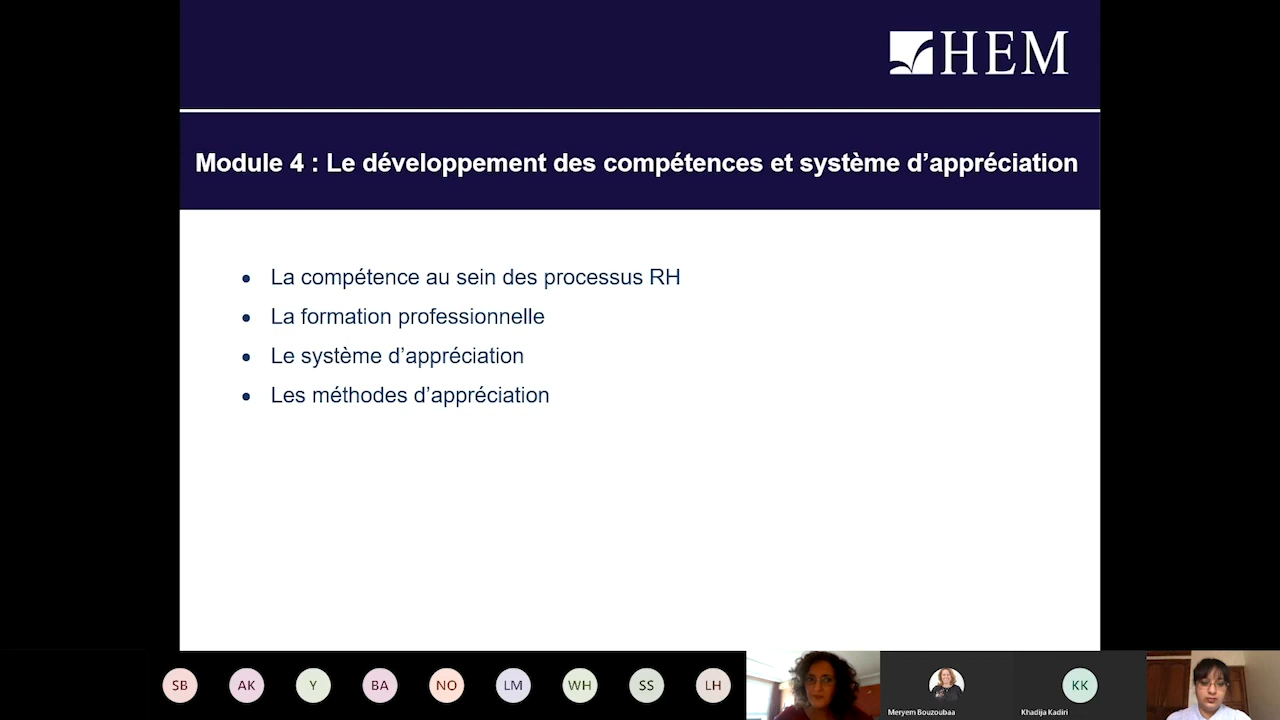 HEM
Module 4 : Le développement des compétences et système d’appréciation
• La compétence au sein des processus RH
• La formation professionnelle
• Le système d’appréciation
• Les méthodes d’appréciation
SB AK Y BA NO LM WH SS LH KK
Meryem Bouzoubaa Khadija Kadiri